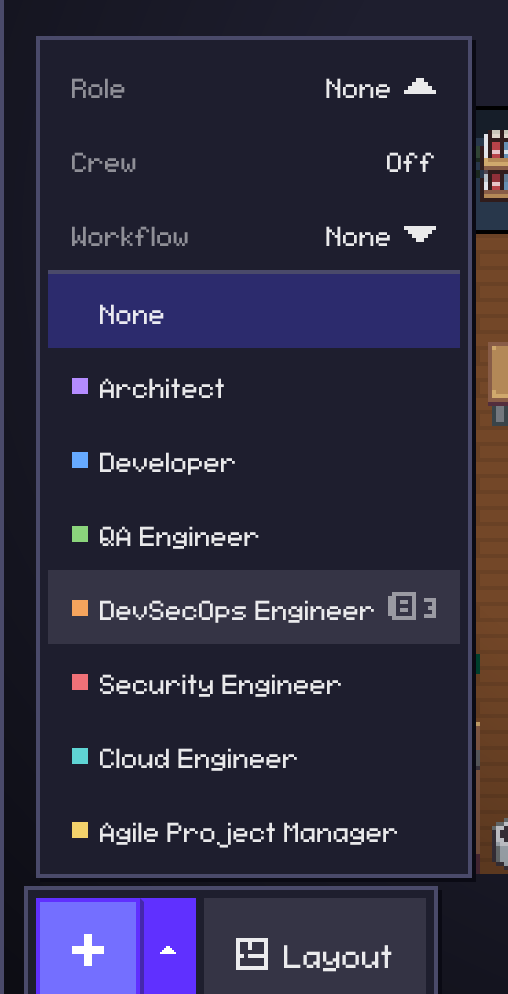 Role None
Crew Off
Workflow None
None
Architect
Developer
QA Engineer
DevSecOps Engineer 3
Security Engineer
Cloud Engineer
Agile Project Manager
+ Layout